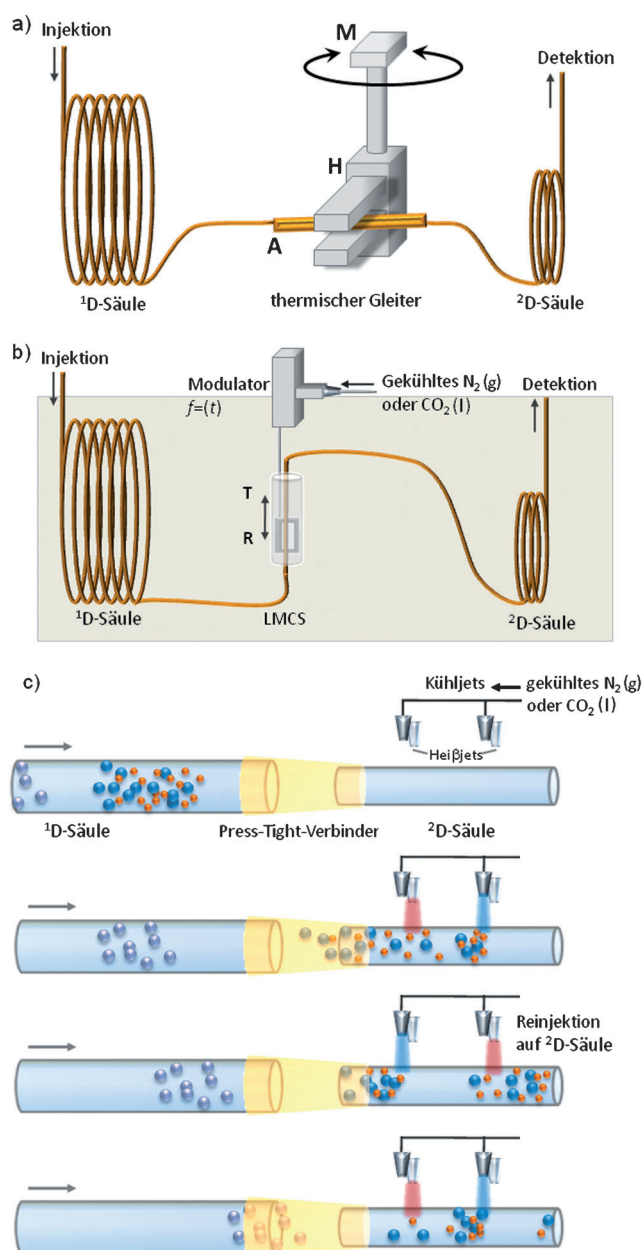 a)
Injektion
M
Detektion
H
A
¹D-Säule
thermischer Gleiter
²D-Säule
b)
Injektion
Modulator
f=(t)
Gekühltes N₂(g)
oder CO₂(l)
Detektion
T
R
¹D-Säule
LMCS
²D-Säule
c)
Kühljets
gekühltes N₂(g)
oder CO₂(l)
Heißjets
¹D-Säule
Press-Tight-Verbinder
²D-Säule
Reinjektion
auf ²D-Säule